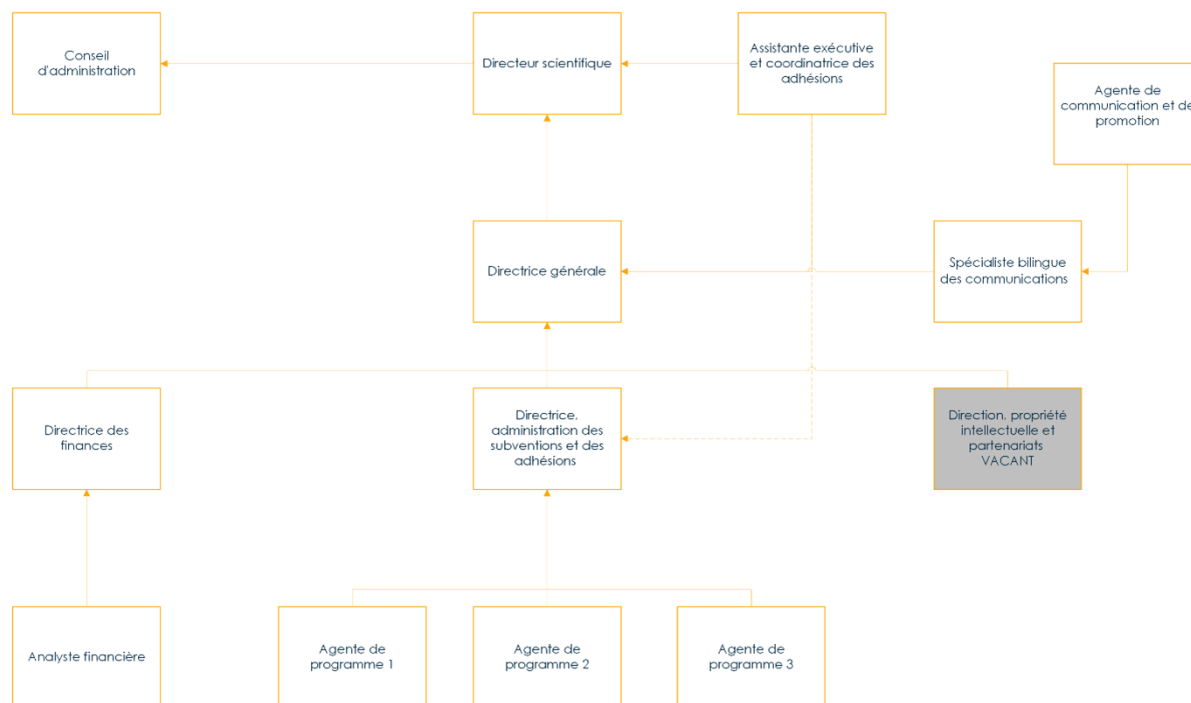 Conseil
d'administration
Directeur scientifique
Assistante exécutive
et coordinatrice des
adhésions
Agente de
communication et de
promotion
Directrice générale
Spécialiste bilingue
des communications
Directrice des
finances
Directrice,
administration des
subventions et des
adhésions
Direction, propriété
intellectuelle et
partenariats
VACANT
Analyste financière
Agente de
programme 1
Agente de
programme 2
Agente de
programme 3